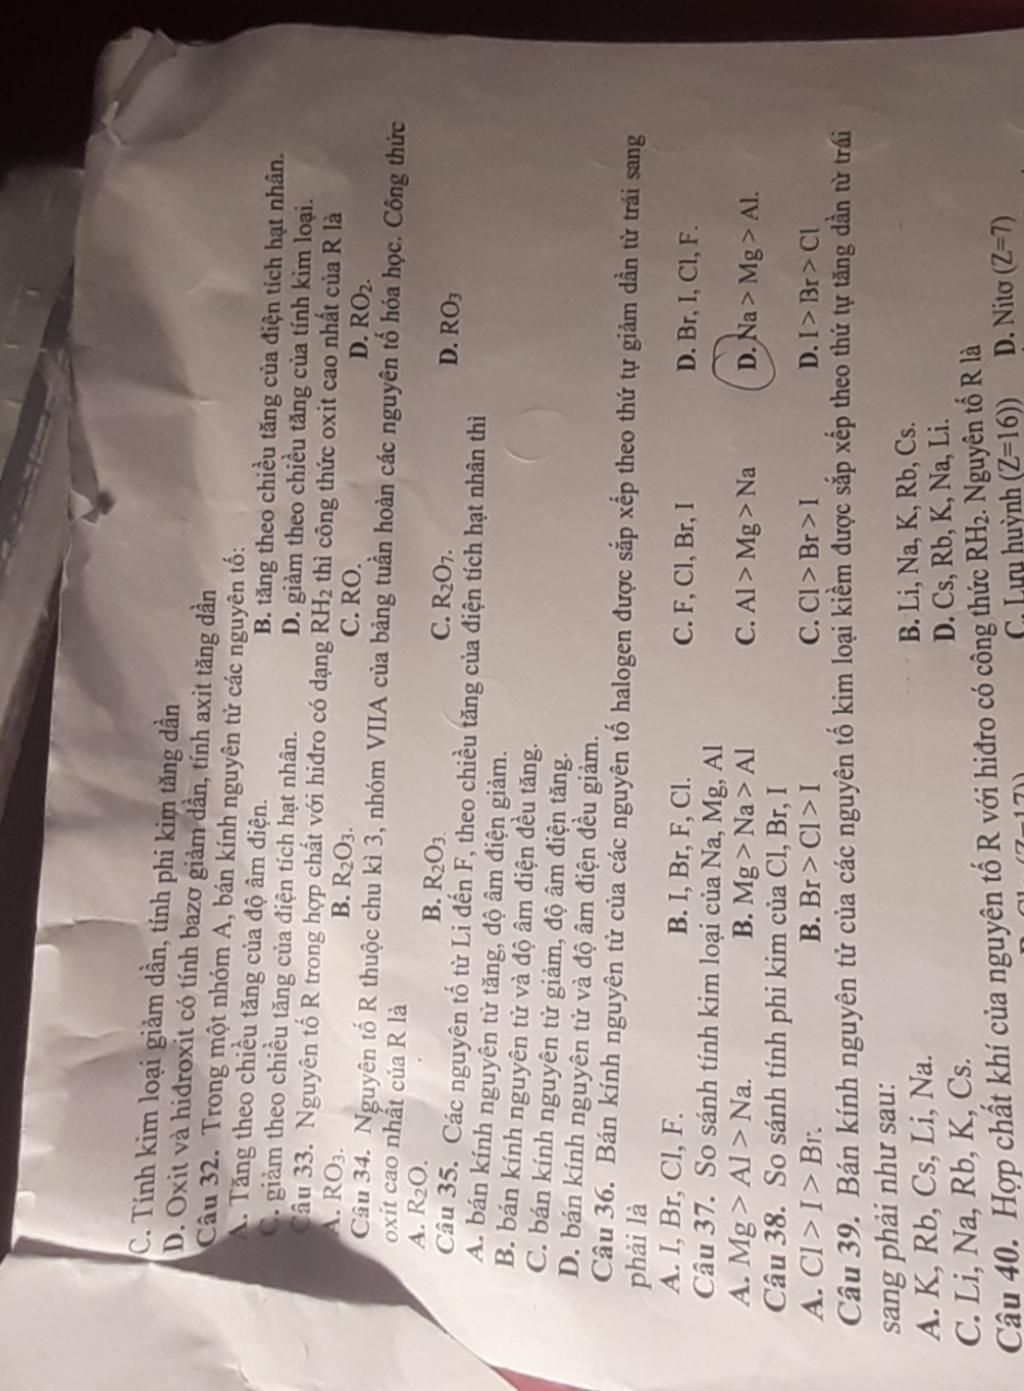 C. Tính kim loại giảm dần, tính phi kim tăng dần
D. Oxit và hiđroxit có tính bazơ giảm dần, tính axit tăng dần
Câu 32. Trong một nhóm A, bán kính nguyên tử các nguyên tố:
A. Tăng theo chiều tăng của độ âm điện. B. tăng theo chiều tăng của điện tích hạt nhân.
C. giảm theo chiều tăng của điện tích hạt nhân. D. giảm theo chiều tăng của tính kim loại.
Câu 33. Nguyên tố R trong hợp chất với hiđro có dạng RH₂ thì công thức oxit cao nhất của R là
A. RO₃. B. R₂O₃. C. RO. D. RO₂.
Câu 34. Nguyên tố R thuộc chu kì 3, nhóm VIIA của bảng tuần hoàn các nguyên tố hóa học. Công thức
oxit cao nhất của R là
A. R₂O. B. R₂O₃ C. R₂O₇. D. RO₃
Câu 35. Các nguyên tố từ Li đến F, theo chiều tăng của điện tích hạt nhân thì
A. bán kính nguyên tử tăng, độ âm điện giảm.
B. bán kính nguyên tử và độ âm điện đều tăng.
C. bán kính nguyên tử giảm, độ âm điện tăng.
D. bán kính nguyên tử và độ âm điện đều giảm.
Câu 36. Bán kính nguyên tử của các nguyên tố halogen được sắp xếp theo thứ tự giảm dần từ trái sang
phải là
A. I, Br, Cl, F. B. I, Br, F, Cl. C. F, Cl, Br, I D. Br, I, Cl, F.
Câu 37. So sánh tính kim loại của Na, Mg, Al
A. Mg > Al > Na. B. Mg > Na > Al C. Al > Mg > Na D. Na > Mg > Al.
Câu 38. So sánh tính phi kim của Cl, Br, I
A. Cl > I > Br. B. Br > Cl > I C. Cl > Br > I D. I > Br > Cl
Câu 39. Bán kính nguyên tử của các nguyên tố kim loại kiềm được sắp xếp theo thứ tự tăng dần từ trái
sang phải như sau:
A. K, Rb, Cs, Li, Na. B. Li, Na, K, Rb, Cs.
C. Li, Na, Rb, K, Cs. D. Cs, Rb, K, Na, Li.
Câu 40. Hợp chất khí của nguyên tố R với hiđro có công thức RH₂. Nguyên tố R là
C. Lưu huỳnh (Z=16)) D. Nitơ (Z=7)